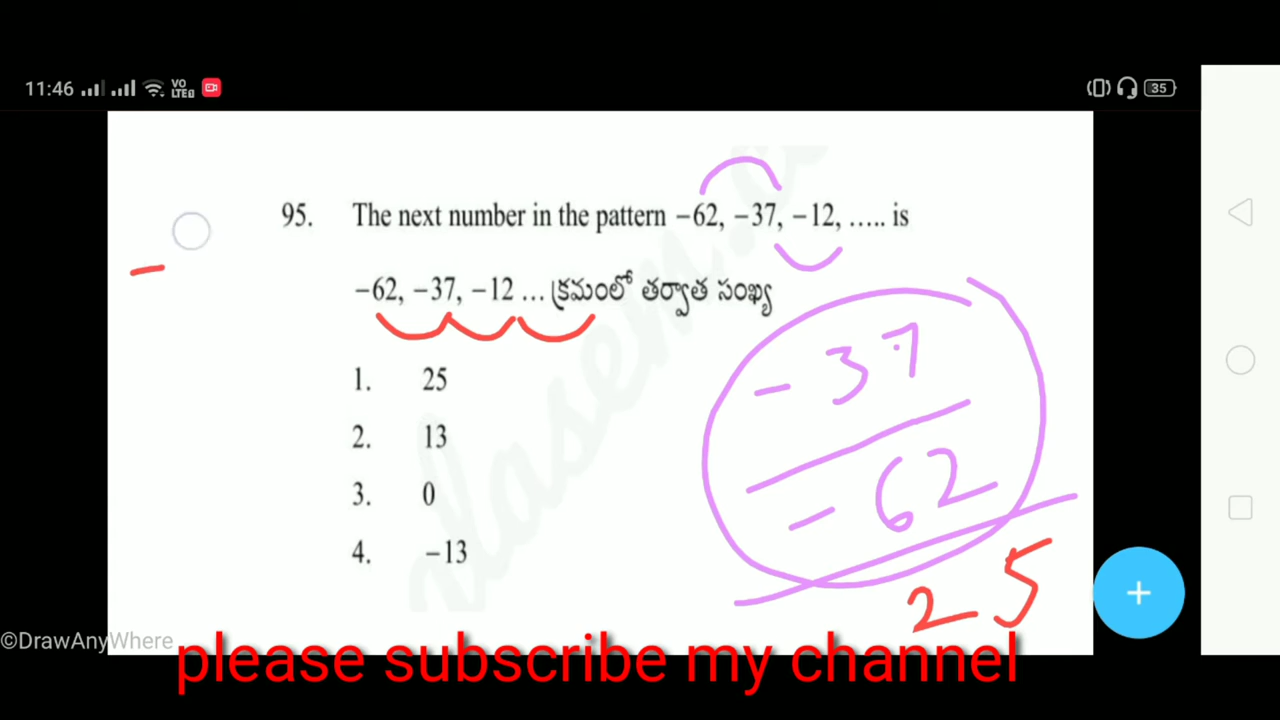 11:46 VO LTE 35
95. The next number in the pattern −62, −37, −12, ..... is
−62, −37, −12 ... క్రమంలో తర్వాత సంఖ్య
1. 25
2. 13
3. 0
4. −13
−37
−62
25
©DrawAnyWhere
please subscribe my channel